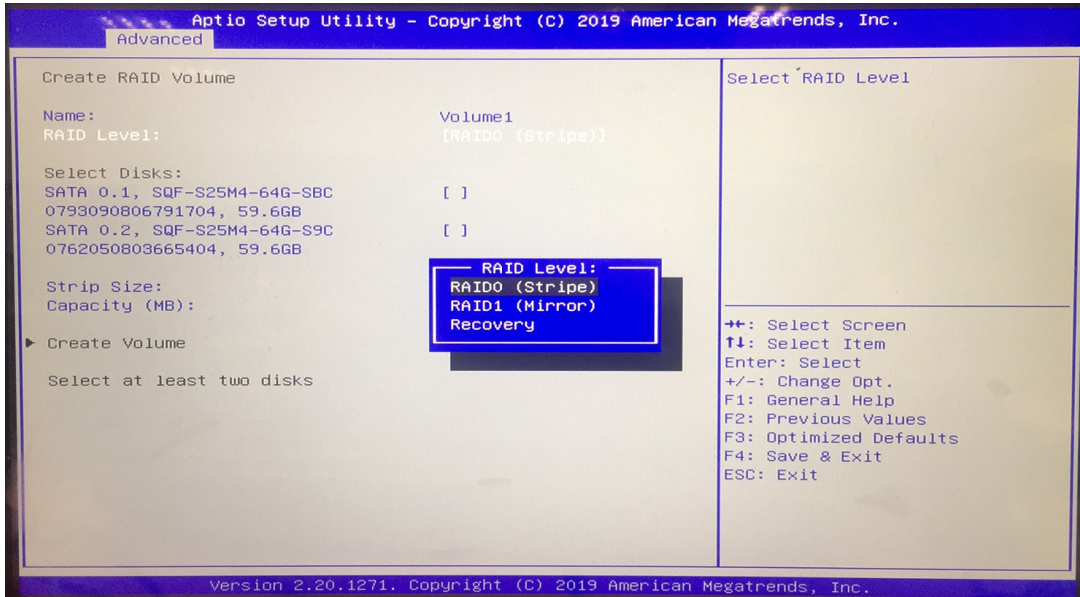 Aptio Setup Utility – Copyright (C) 2019 American Megatrends, Inc.
Advanced
Create RAID Volume
Name: Volume1
RAID Level: [RAID0 (Stripe)]
Select Disks:
SATA 0.1, SQF-S25M4-64G-SBC [ ]
0793090806791704, 59.6GB
SATA 0.2, SQF-S25M4-64G-S9C [ ]
0762050803665404, 59.6GB
Strip Size:
Capacity (MB):
▶ Create Volume
Select at least two disks
RAID Level:
RAID0 (Stripe)
RAID1 (Mirror)
Recovery
Select RAID Level
→←: Select Screen
↑↓: Select Item
Enter: Select
+/-: Change Opt.
F1: General Help
F2: Previous Values
F3: Optimized Defaults
F4: Save & Exit
ESC: Exit
Version 2.20.1271. Copyright (C) 2019 American Megatrends, Inc.